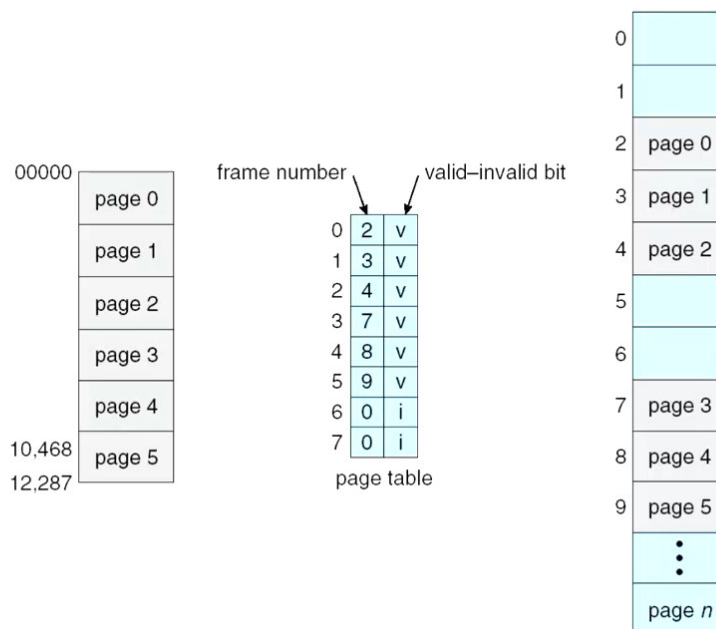 00000
page 0
page 1
page 2
page 3
page 4
10,468
page 5
12,287
frame number
valid–invalid bit
0 2 v
1 3 v
2 4 v
3 7 v
4 8 v
5 9 v
6 0 i
7 0 i
page table
0
1
2 page 0
3 page 1
4 page 2
5
6
7 page 3
8 page 4
9 page 5
page n